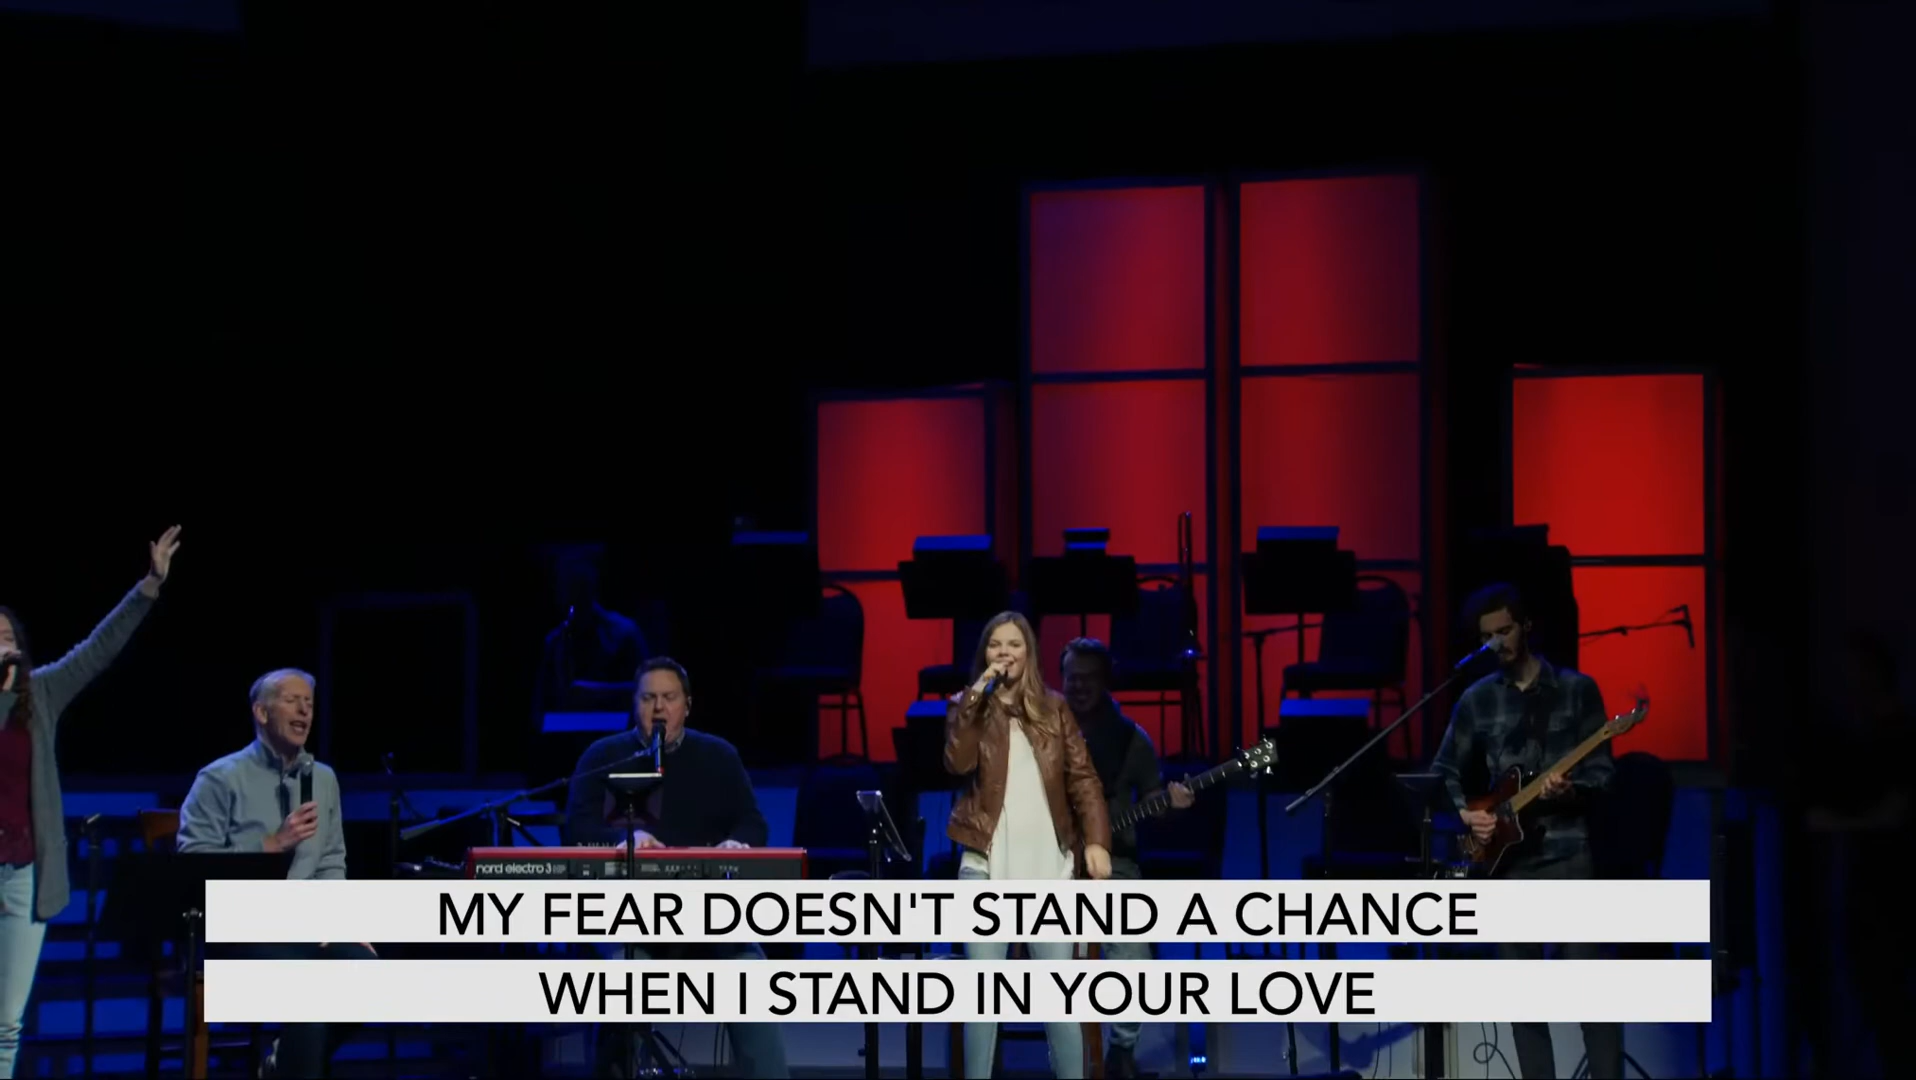 nord electro 3
MY FEAR DOESN'T STAND A CHANCE
WHEN I STAND IN YOUR LOVE